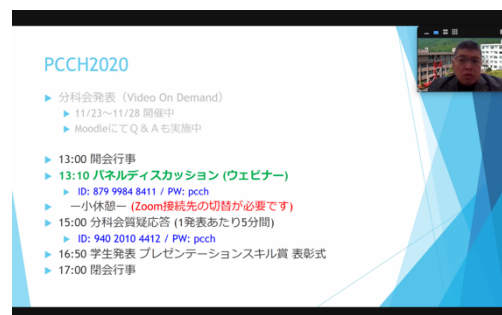 PCCH2020
分科会発表（Video On Demand）
11/23～11/28 開催中
MoodleにてＱ＆Ａも実施中
13:00 開会行事
13:10 パネルディスカッション (ウェビナー)
ID: 879 9984 8411 / PW: pcch
ー小休憩ー (Zoom接続先の切替が必要です)
15:00 分科会質疑応答 (1発表あたり5分間)
ID: 940 2010 4412 / PW: pcch
16:50 学生発表 プレゼンテーションスキル賞 表彰式
17:00 閉会行事